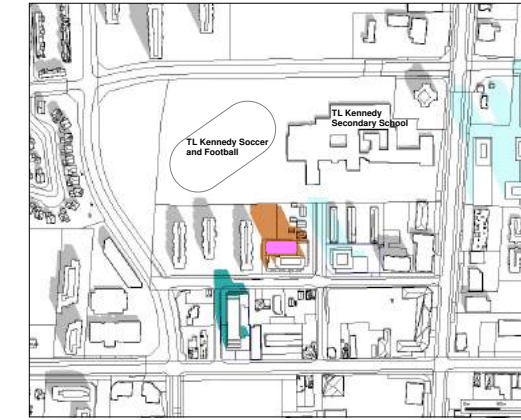 TL Kennedy
Secondary School
TL Kennedy Soccer
and Football